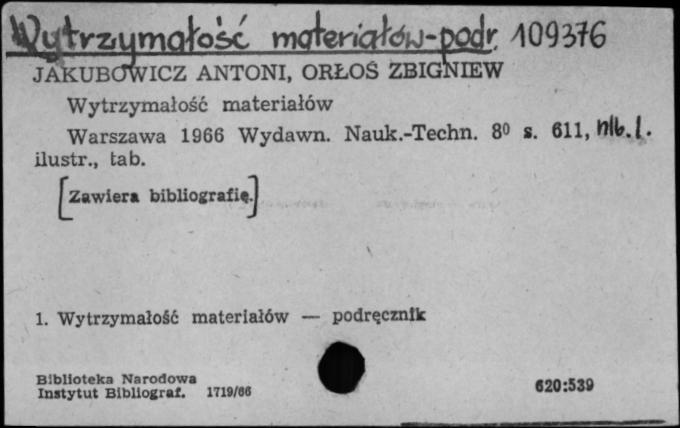 Wytrzymałość materiałów-podr. 109376
JAKUBOWICZ ANTONI, ORŁOŚ ZBIGNIEW
Wytrzymałość materiałów
Warszawa 1966 Wydawn. Nauk.-Techn. 8⁰ s. 611, nlb. 1.
ilustr., tab.
[Zawiera bibliografię.]
1. Wytrzymałość materiałów — podręcznik
Biblioteka Narodowa
Instytut Bibliograf. 1719/66
620:539